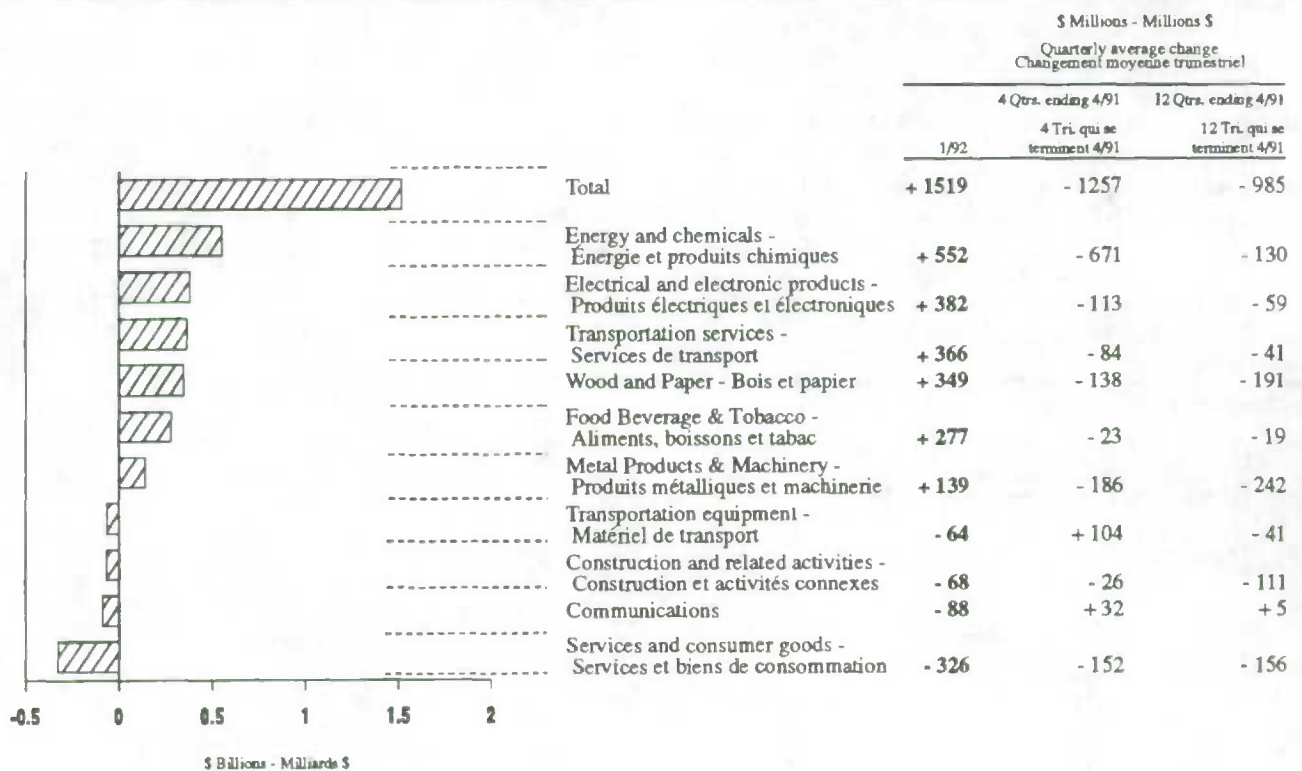 $ Millions - Millions $
Quarterly average change
Changement moyenne trimestriel
4 Qtrs. ending 4/91 12 Qtrs. ending 4/91
4 Tri. qui se 12 Tri. qui se
1/92 terminent 4/91 terminent 4/91
Total + 1519 - 1257 - 985
Energy and chemicals -
Énergie et produits chimiques + 552 - 671 - 130
Electrical and electronic products -
Produits électriques et électroniques + 382 - 113 - 59
Transportation services -
Services de transport + 366 - 84 - 41
Wood and Paper - Bois et papier + 349 - 138 - 191
Food Beverage & Tobacco -
Aliments, boissons et tabac + 277 - 23 - 19
Metal Products & Machinery -
Produits métalliques et machinerie + 139 - 186 - 242
Transportation equipment -
Matériel de transport - 64 + 104 - 41
Construction and related activities -
Construction et activités connexes - 68 - 26 - 111
Communications - 88 + 32 + 5
Services and consumer goods -
Services et biens de consommation - 326 - 152 - 156
-0.5 0 0.5 1 1.5 2
$ Billions - Milliards $